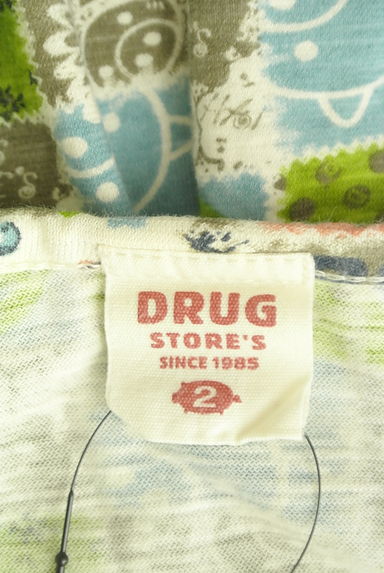 DRUG
STORE'S
SINCE 1985
2